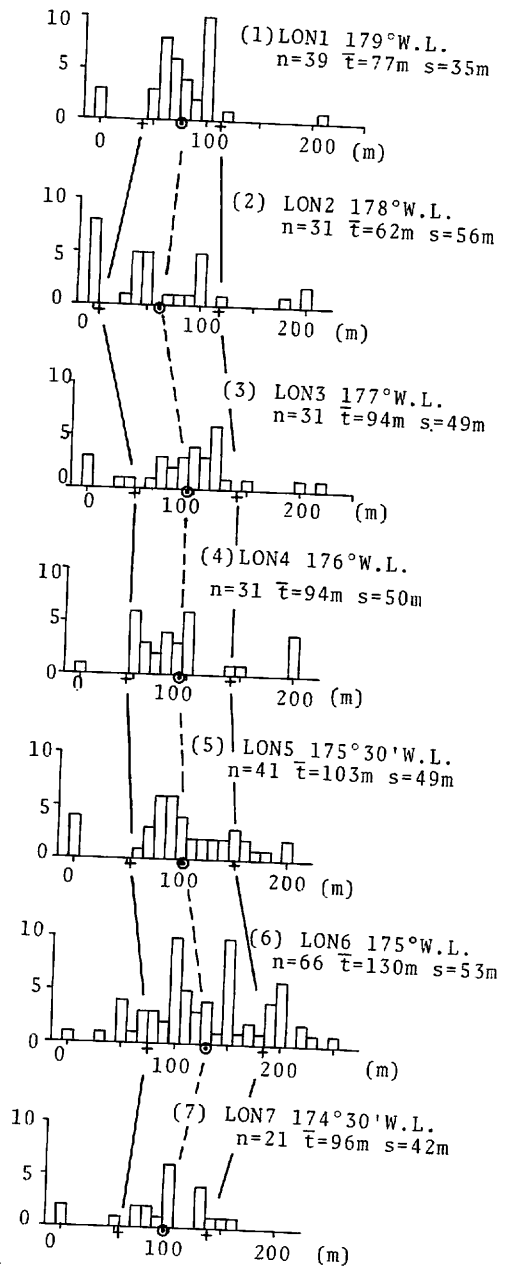 10
5
0
(1)LON1 179°W.L.
n=39 t̅=77m s=35m
0 100 200 (m)
10
5
0
(2) LON2 178°W.L.
n=31 t̅=62m s=56m
0 100 200 (m)
10
5
0
(3) LON3 177°W.L.
n=31 t̅=94m s=49m
0 100 200 (m)
10
5
0
(4)LON4 176°W.L.
n=31 t̅=94m s=50m
0 100 200 (m)
10
5
0
(5) LON5 175°30'W.L.
n=41 t̅=103m s=49m
0 100 200 (m)
10
5
0
(6) LON6 175°W.L.
n=66 t̅=130m s=53m
0 100 200 (m)
10
5
0
(7) LON7 174°30'W.L.
n=21 t̅=96m s=42m
0 100 200 (m)